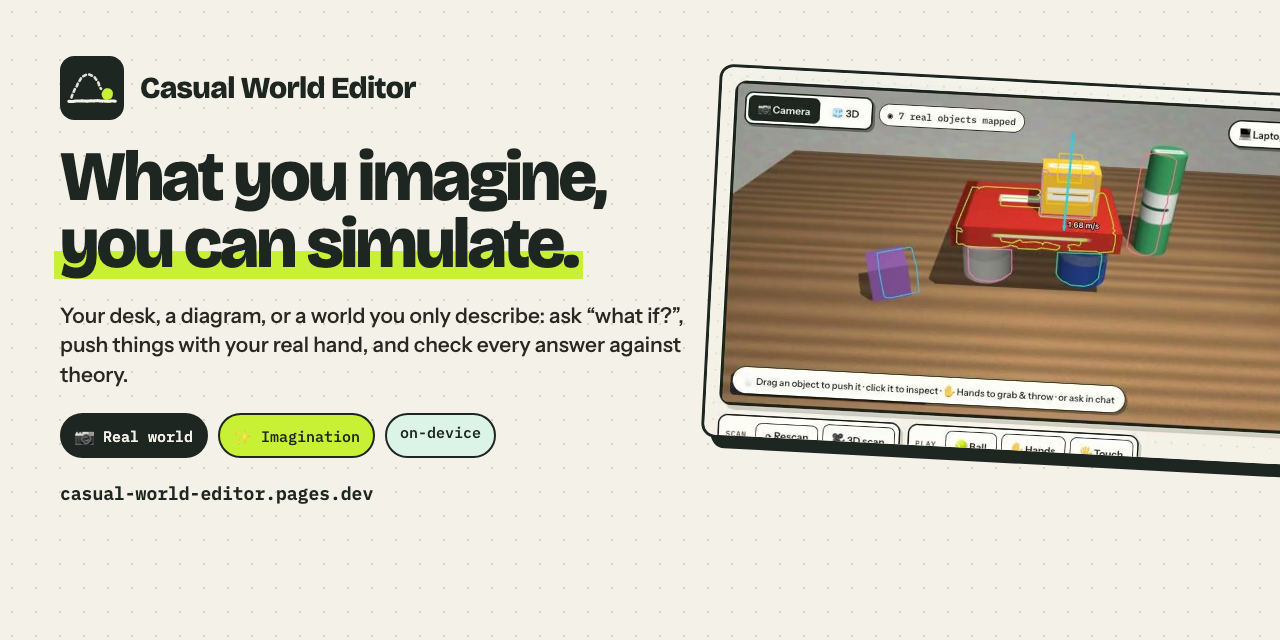 Casual World Editor
What you imagine,
you can simulate.
Your desk, a diagram, or a world you only describe: ask “what if?”,
push things with your real hand, and check every answer against
theory.
Real world
Imagination
on-device
casual-world-editor.pages.dev
Camera
3D
7 real objects mapped
1.68 m/s
Drag an object to push it · click it to inspect · Hands to grab & throw · or ask in chat
SCAN
Rescan
3D scan
PLAY
Ball
Hands
Touch